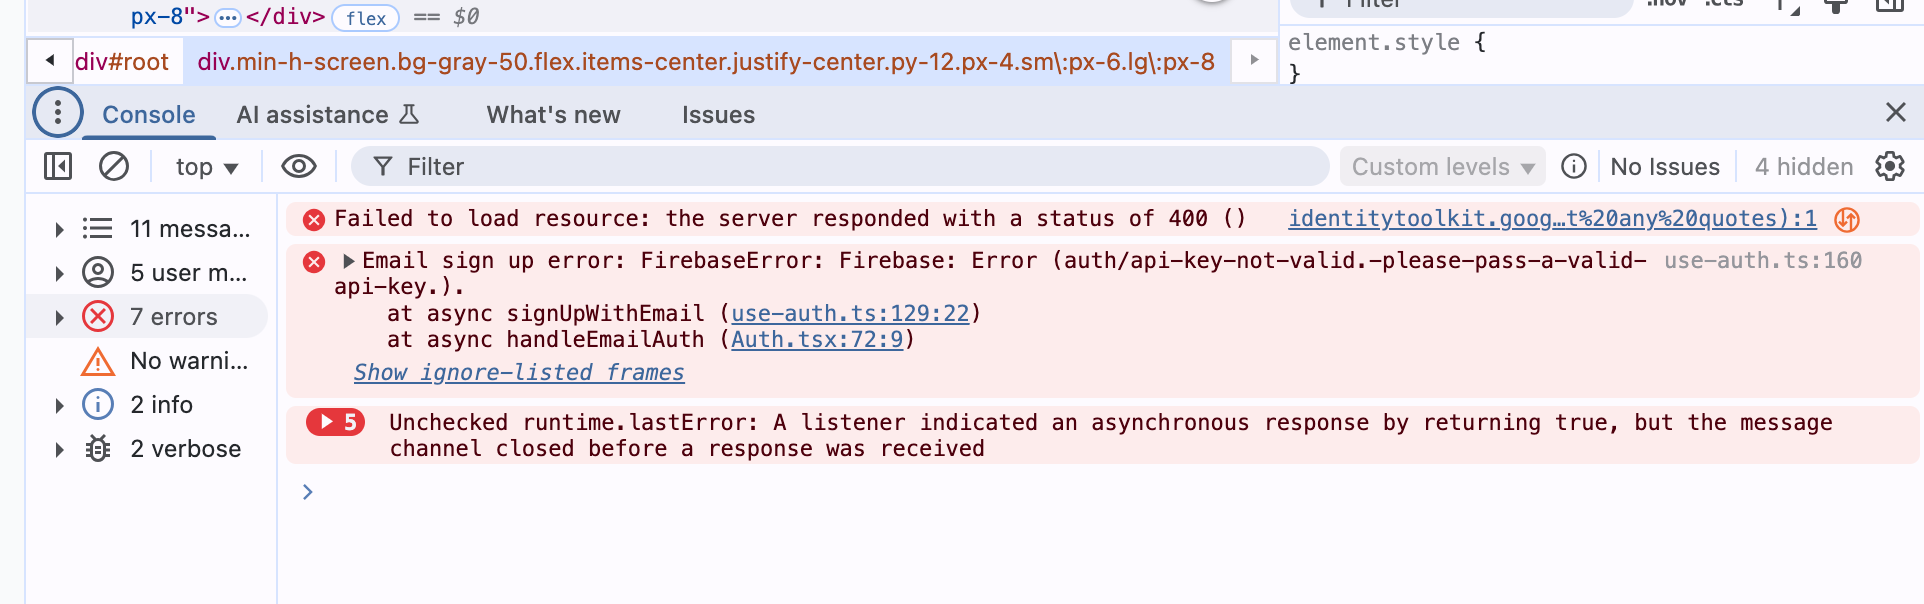 px-8">
</div>
flex
== $0
Filter
:hov .cls
element.style {
}
div#root
div.min-h-screen.bg-gray-50.flex.items-center.justify-center.py-12.px-4.sm\:px-6.lg\:px-8
Console
AI assistance
What's new
Issues
top
Filter
Custom levels
No Issues
4 hidden
11 messa...
5 user m...
7 errors
No warni...
2 info
2 verbose
Failed to load resource: the server responded with a status of 400 ()
identitytoolkit.goog…t%20any%20quotes):1
Email sign up error: FirebaseError: Firebase: Error (auth/api-key-not-valid.-please-pass-a-valid-
use-auth.ts:160
api-key.).
at async signUpWithEmail (use-auth.ts:129:22)
at async handleEmailAuth (Auth.tsx:72:9)
Show ignore-listed frames
5
Unchecked runtime.lastError: A listener indicated an asynchronous response by returning true, but the message
channel closed before a response was received